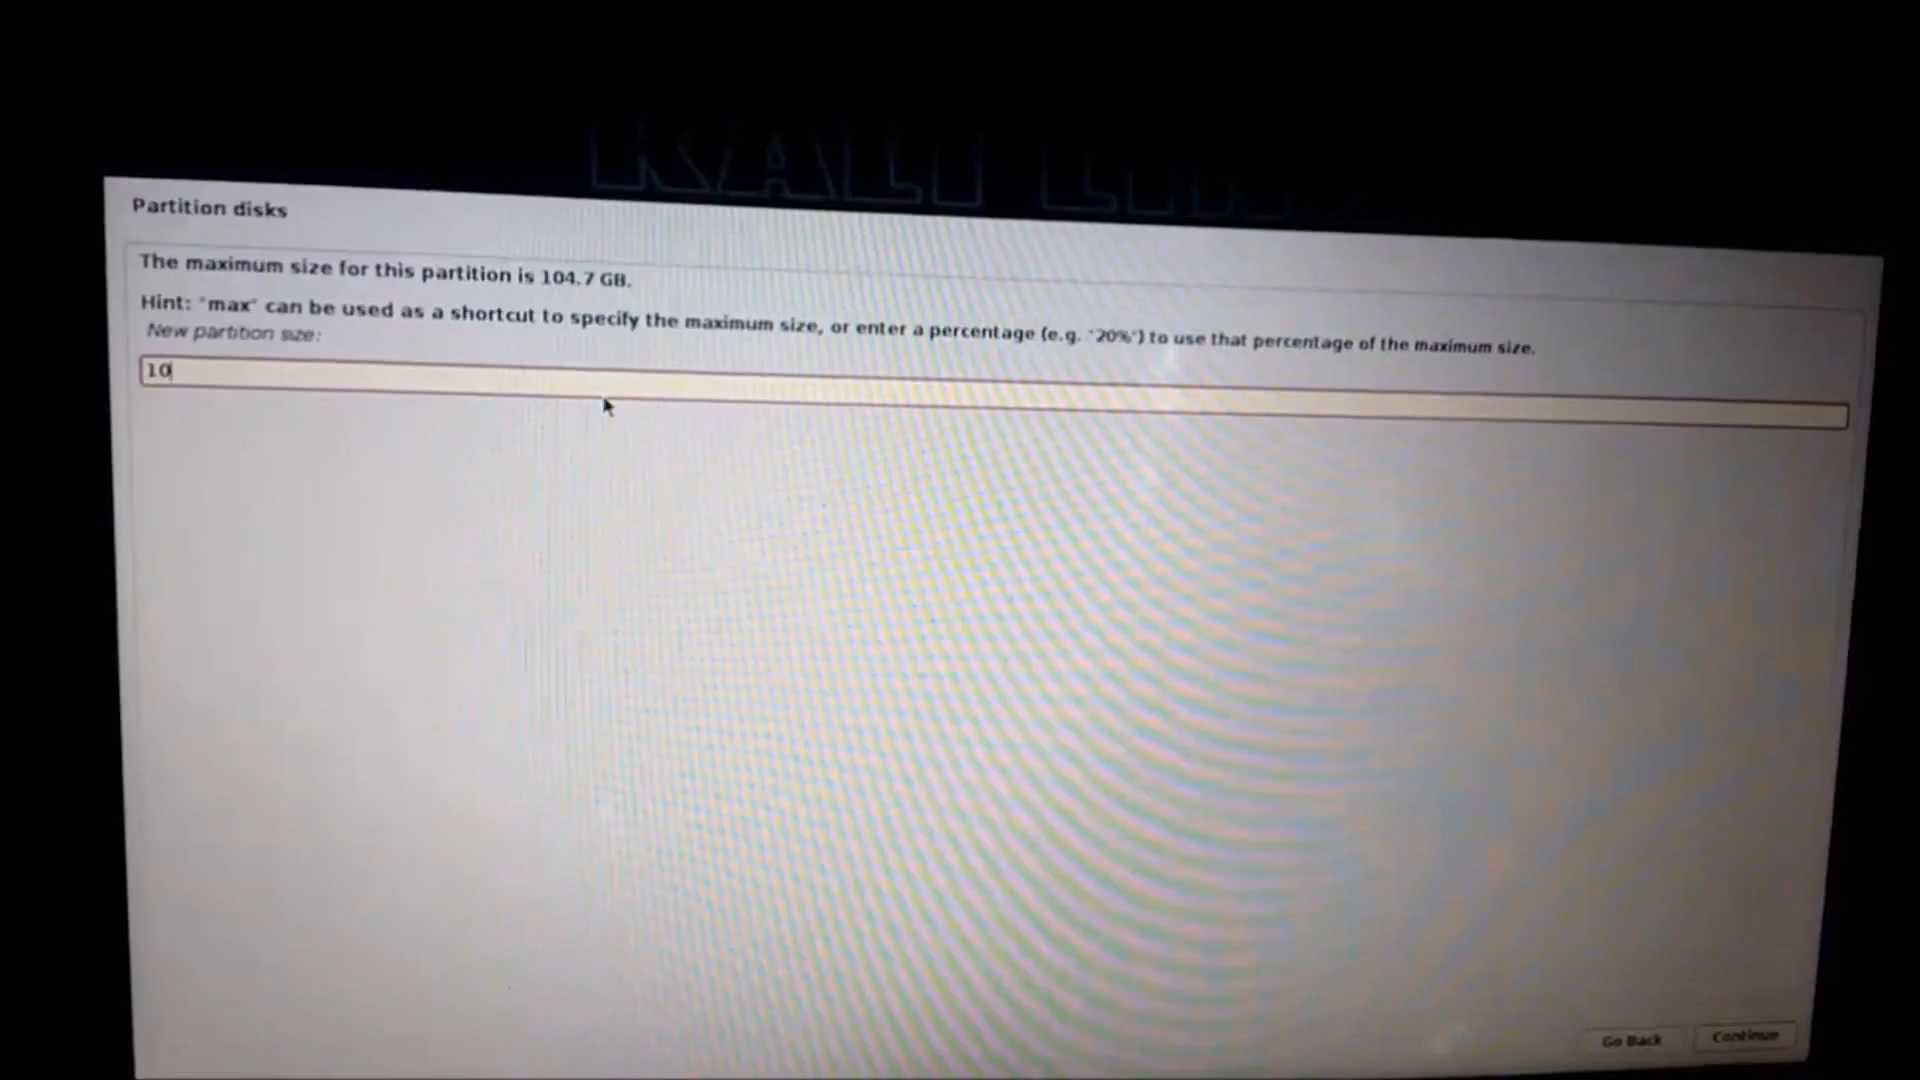 KALI
Partition disks
The maximum size for this partition is 104.7 GB.
Hint: "max" can be used as a shortcut to specify the maximum size, or enter a percentage (e.g. "20%") to use that percentage of the maximum size.
New partition size:
10
Go Back
Continue